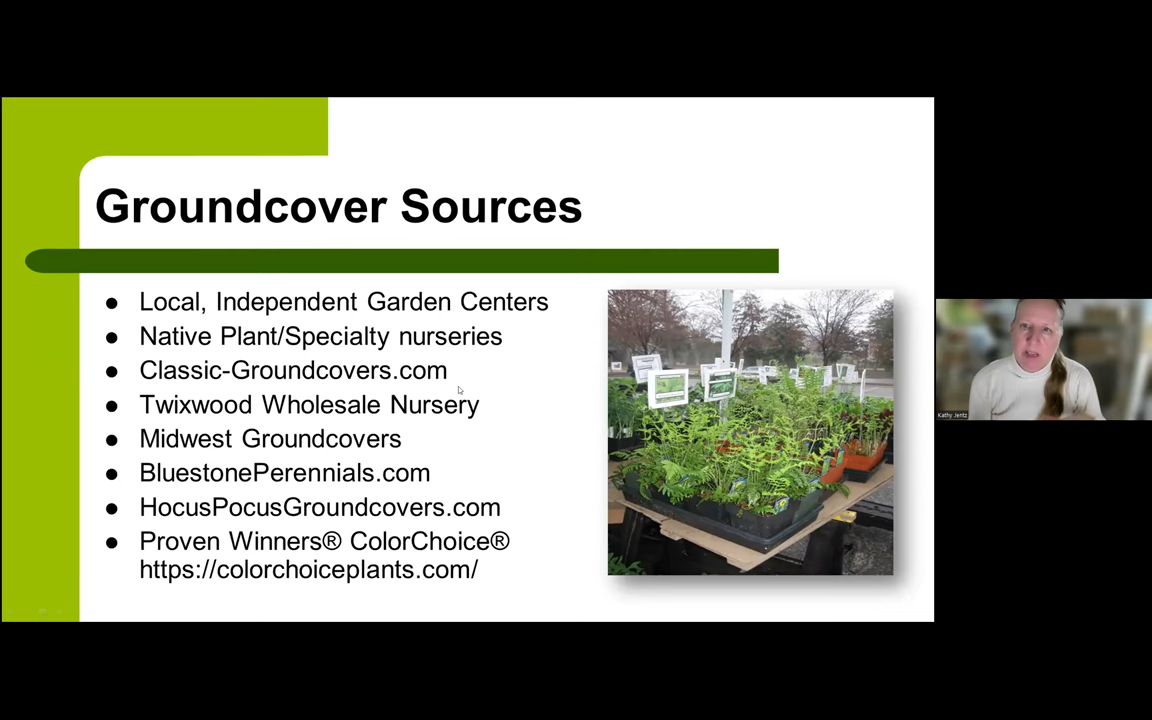 Groundcover Sources
● Local, Independent Garden Centers
● Native Plant/Specialty nurseries
● Classic-Groundcovers.com
● Twixwood Wholesale Nursery
● Midwest Groundcovers
● BluestonePerennials.com
● HocusPocusGroundcovers.com
● Proven Winners® ColorChoice®
https://colorchoiceplants.com/
Kathy Jentz